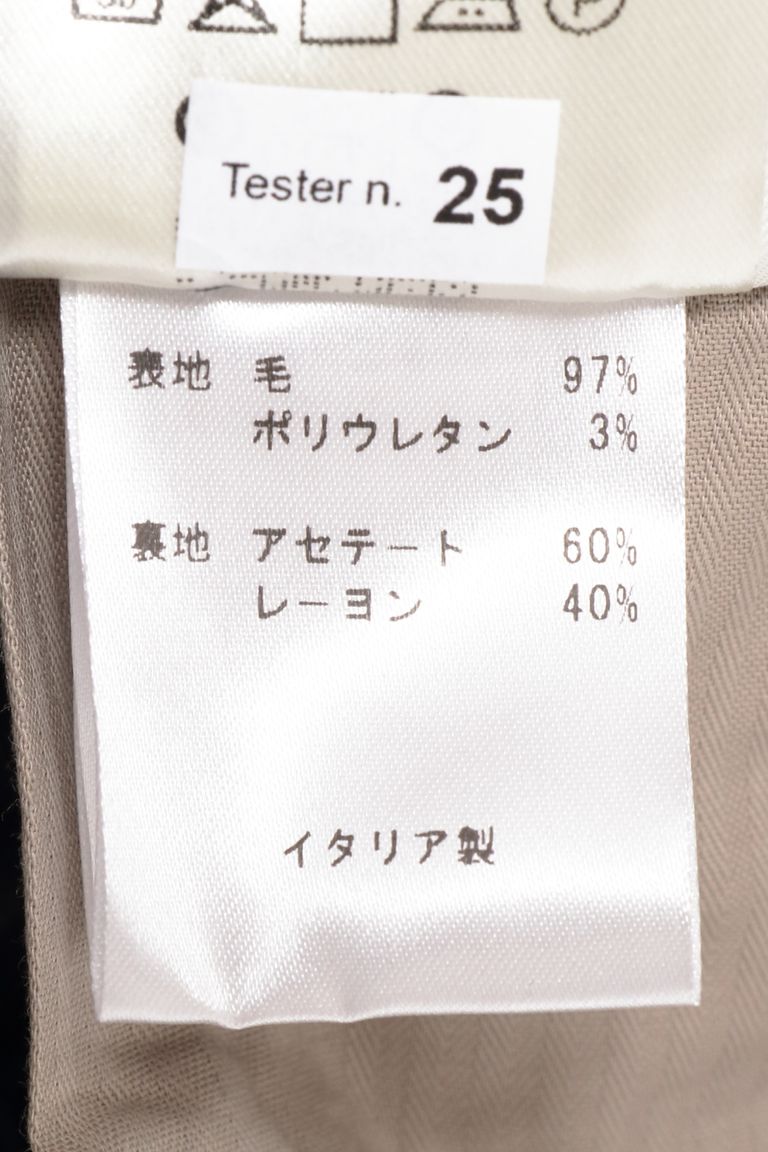 Tester n. 25
表地 毛 97%
ポリウレタン 3%
裏地 アセテート 60%
レーヨン 40%
イタリア製